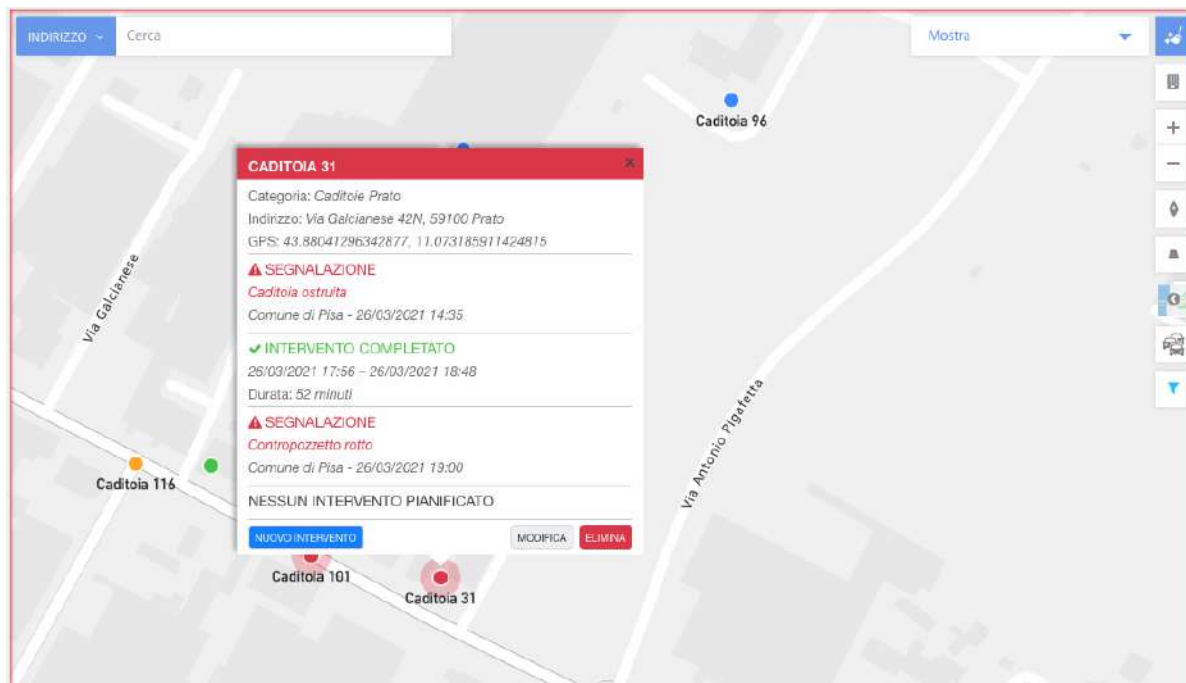 INDIRIZZO
Cerca
Mostra
Caditoia 96
CADITOIA 31
Categoria: Caditoie Prato
Indirizzo: Via Galcianese 42N, 59100 Prato
GPS: 43.88041296342877, 11.073185911424815
SEGNALAZIONE
Caditoia ostruita
Comune di Pisa - 26/03/2021 14:35
INTERVENTO COMPLETATO
26/03/2021 17:56 – 26/03/2021 18:48
Durata: 52 minuti
SEGNALAZIONE
Contropozzetto rotto
Comune di Pisa - 26/03/2021 19:00
NESSUN INTERVENTO PIANIFICATO
NUOVO INTERVENTO
MODIFICA
ELIMINA
Via Galcianese
Via Antonio Pigafetta
Caditoia 116
Caditoia 101
Caditoia 31